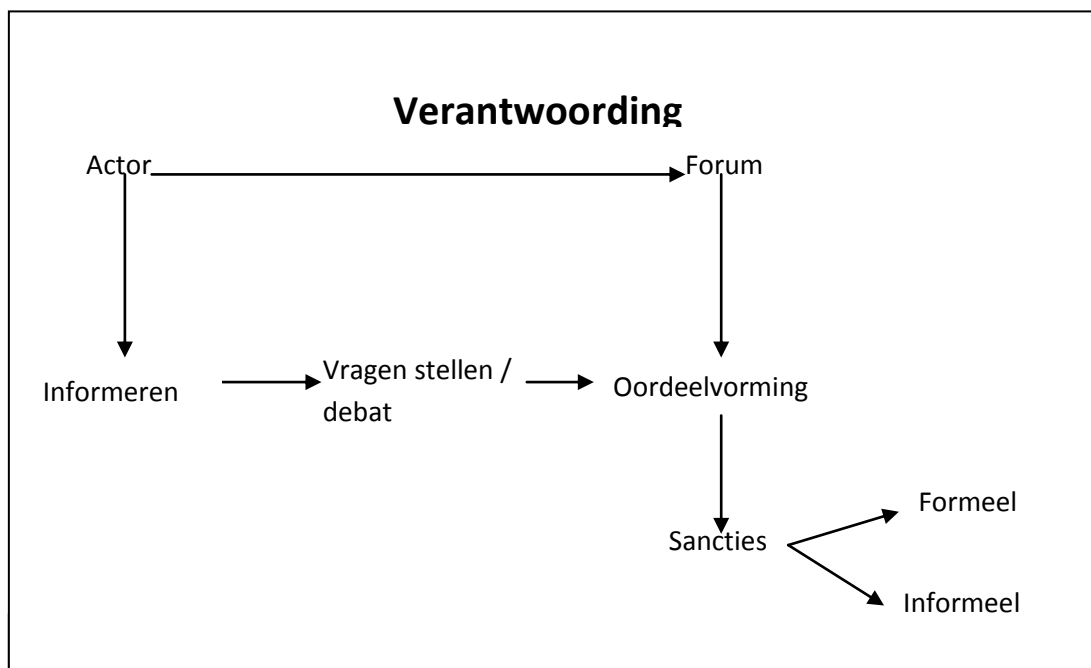 Verantwoording
Actor
Forum
Informeren
Vragen stellen /
debat
Oordeelvorming
Sancties
Formeel
Informeel